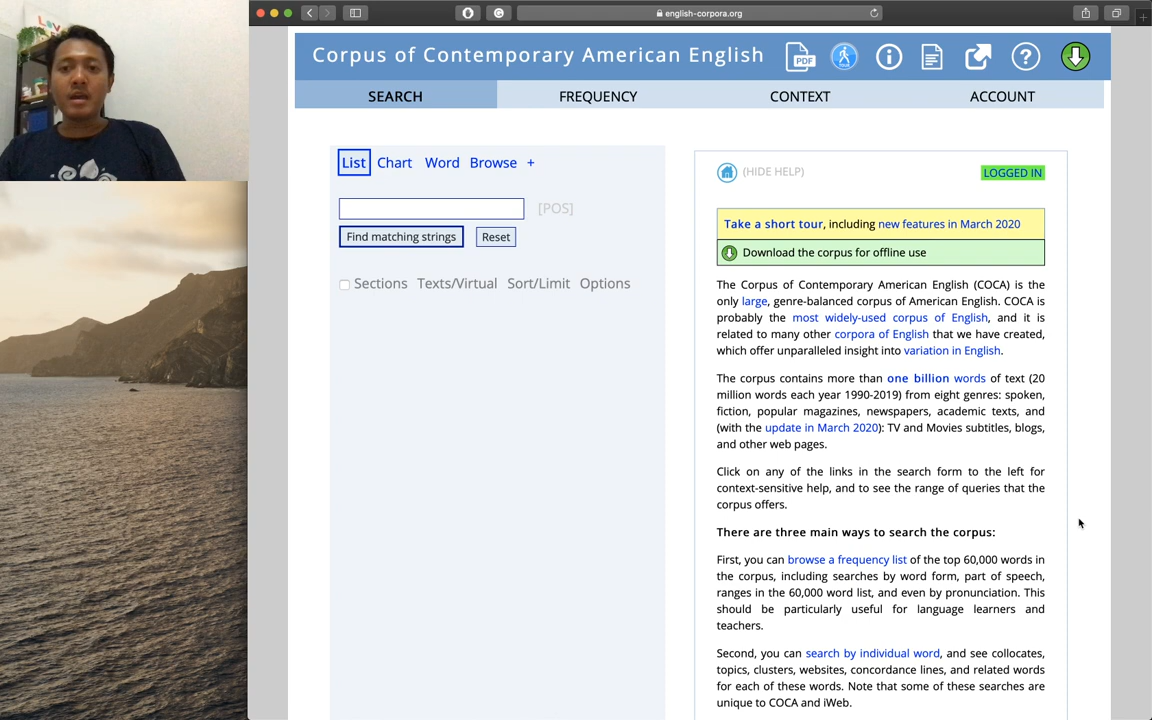 english-corpora.org
Corpus of Contemporary American English
PDF
SEARCH
FREQUENCY
CONTEXT
ACCOUNT
List
Chart
Word
Browse
+
[POS]
Find matching strings
Reset
Sections
Texts/Virtual
Sort/Limit
Options
(HIDE HELP)
LOGGED IN
Take a short tour, including new features in March 2020
Download the corpus for offline use
The Corpus of Contemporary American English (COCA) is the
only large, genre-balanced corpus of American English. COCA is
probably the most widely-used corpus of English, and it is
related to many other corpora of English that we have created,
which offer unparalleled insight into variation in English.
The corpus contains more than one billion words of text (20
million words each year 1990-2019) from eight genres: spoken,
fiction, popular magazines, newspapers, academic texts, and
(with the update in March 2020): TV and Movies subtitles, blogs,
and other web pages.
Click on any of the links in the search form to the left for
context-sensitive help, and to see the range of queries that the
corpus offers.
There are three main ways to search the corpus:
First, you can browse a frequency list of the top 60,000 words in
the corpus, including searches by word form, part of speech,
ranges in the 60,000 word list, and even by pronunciation. This
should be particularly useful for language learners and
teachers.
Second, you can search by individual word, and see collocates,
topics, clusters, websites, concordance lines, and related words
for each of these words. Note that some of these searches are
unique to COCA and iWeb.